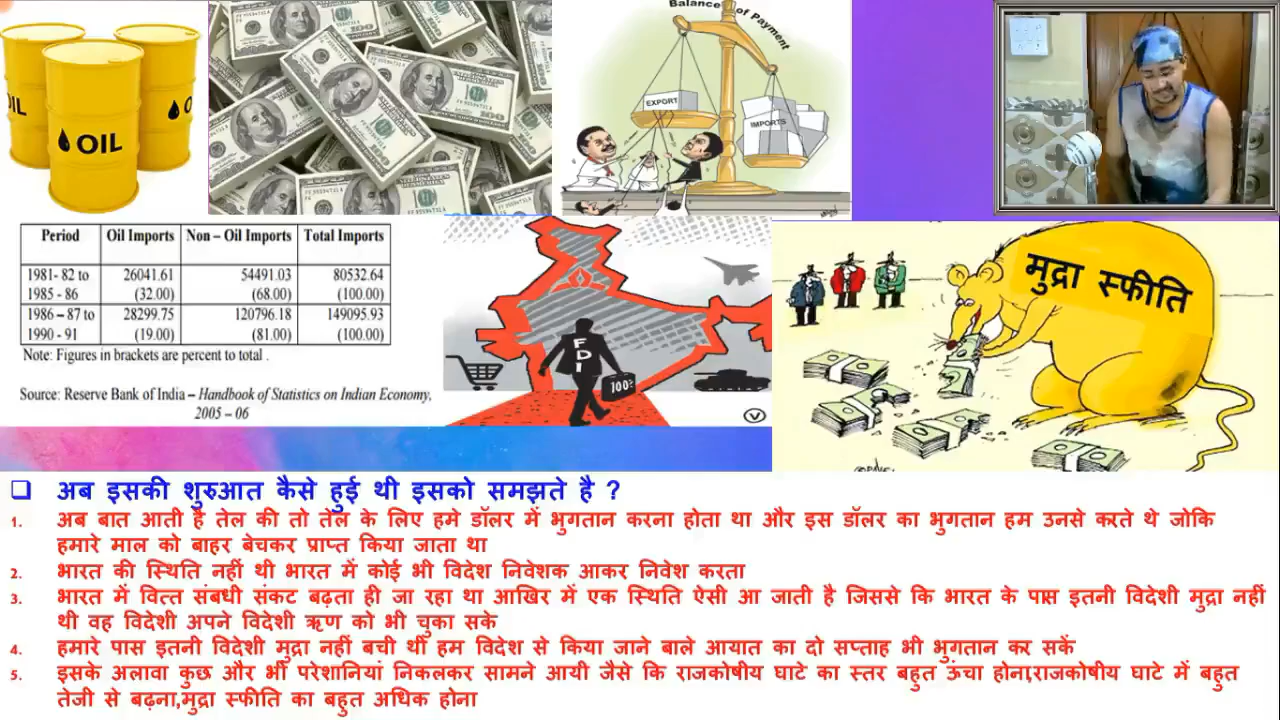 OIL
OIL
O
Balance of Payment
EXPORT
IMPORTS
Period Oil Imports Non – Oil Imports Total Imports
1981- 82 to 26041.61 54491.03 80532.64
1985 - 86 (32.00) (68.00) (100.00)
1986 – 87 to 28299.75 120796.18 149095.93
1990 - 91 (19.00) (81.00) (100.00)
Note: Figures in brackets are percent to total .
Source: Reserve Bank of India – Handbook of Statistics on Indian Economy,
2005 – 06
FDI
100%
मुद्रा स्फीति
अब इसकी शुरुआत कैसे हुई थी इसको समझते है ?
1. अब बात आती है तेल की तो तेल के लिए हमे डॉलर में भुगतान करना होता था और इस डॉलर का भुगतान हम उनसे करते थे जोकि
हमारे माल को बाहर बेचकर प्राप्त किया जाता था
2. भारत की स्थिति नहीं थी भारत में कोई भी विदेश निवेशक आकर निवेश करता
3. भारत में वित्त संबधी संकट बढ़ता ही जा रहा था आखिर में एक स्थिति ऐसी आ जाती है जिससे कि भारत के पास इतनी विदेशी मुद्रा नहीं
थी वह विदेशी अपने विदेशी ऋण को भी चुका सके
4. हमारे पास इतनी विदेशी मुद्रा नहीं बची थी हम विदेश से किया जाने बाले आयात का दो सप्ताह भी भुगतान कर सकें
5. इसके अलावा कुछ और भी परेशानियां निकलकर सामने आयी जैसे कि राजकोषीय घाटे का स्तर बहुत ऊंचा होना,राजकोषीय घाटे में बहुत
तेजी से बढ़ना,मुद्रा स्फीति का बहुत अधिक होना